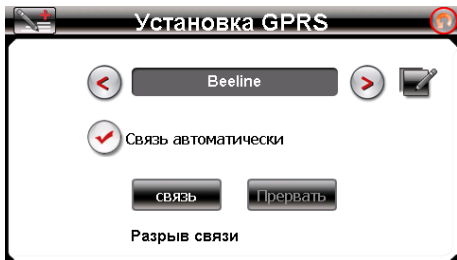 Установка GPRS
Beeline
Связь автоматически
связь Прервать
Разрыв связи